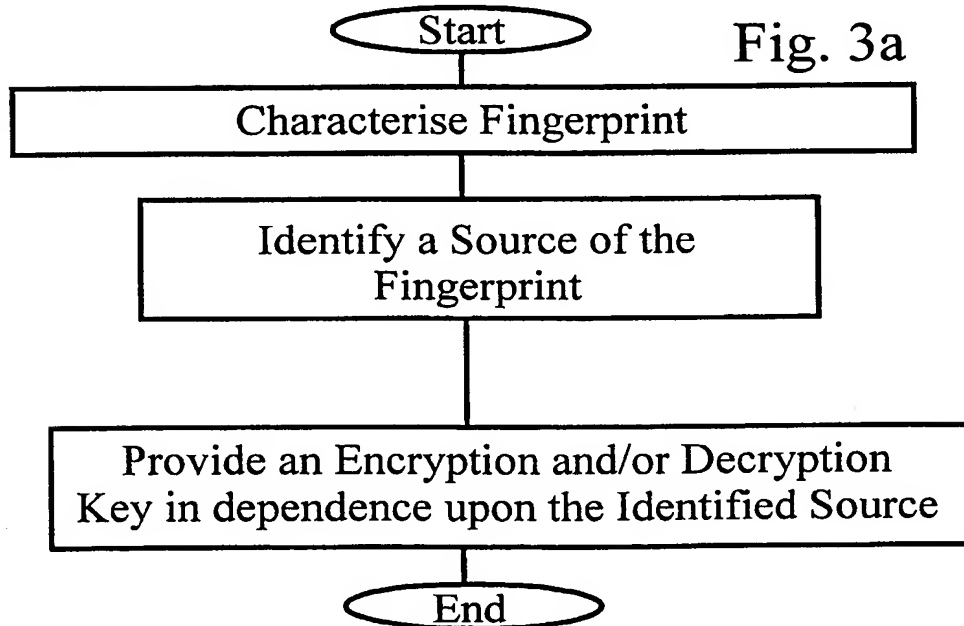 Start
Fig. 3a
Characterise Fingerprint
Identify a Source of the
Fingerprint
Provide an Encryption and/or Decryption
Key in dependence upon the Identified Source
End